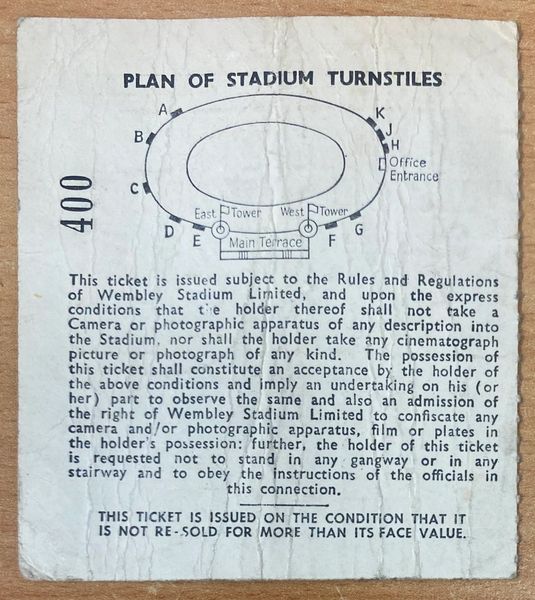 PLAN OF STADIUM TURNSTILES
A
B
C
D
E
F
G
H
J
K
Office
Entrance
East Tower
West Tower
Main Terrace
400
This ticket is issued subject to the Rules and Regulations
of Wembley Stadium Limited, and upon the express
conditions that the holder thereof shall not take a
Camera or photographic apparatus of any description into
the Stadium, nor shall the holder take any cinematograph
picture or photograph of any kind. The possession of
this ticket shall constitute an acceptance by the holder of
the above conditions and imply an undertaking on his (or
her) part to observe the same and also an admission of
the right of Wembley Stadium Limited to confiscate any
camera and/or photographic apparatus, film or plates in
the holder's possession: further, the holder of this ticket
is requested not to stand in any gangway or in any
stairway and to obey the instructions of the officials in
this connection.
THIS TICKET IS ISSUED ON THE CONDITION THAT IT
IS NOT RE-SOLD FOR MORE THAN ITS FACE VALUE.